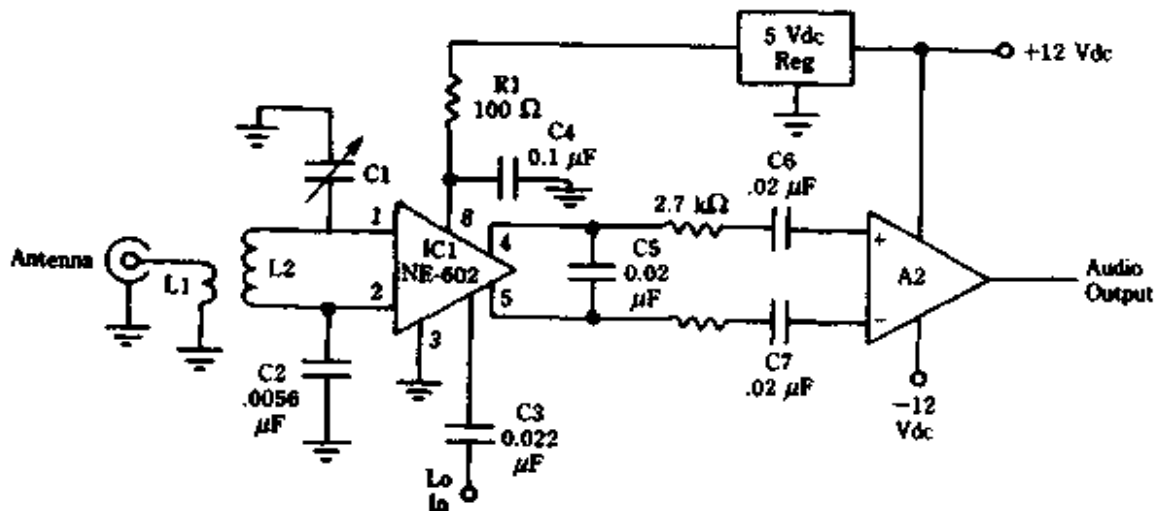 5 Vdc
Reg
+12 Vdc
R1
100 Ω
C4
0.1 µF
C1
C6
.02 µF
2.7 kΩ
1
8
IC1
NE-602
4
C5
0.02
µF
+
A2
−
Audio
Output
Antenna
L1
L2
2
5
3
C2
.0056
µF
C3
0.022
µF
C7
.02 µF
−12
Vdc
Lo
In